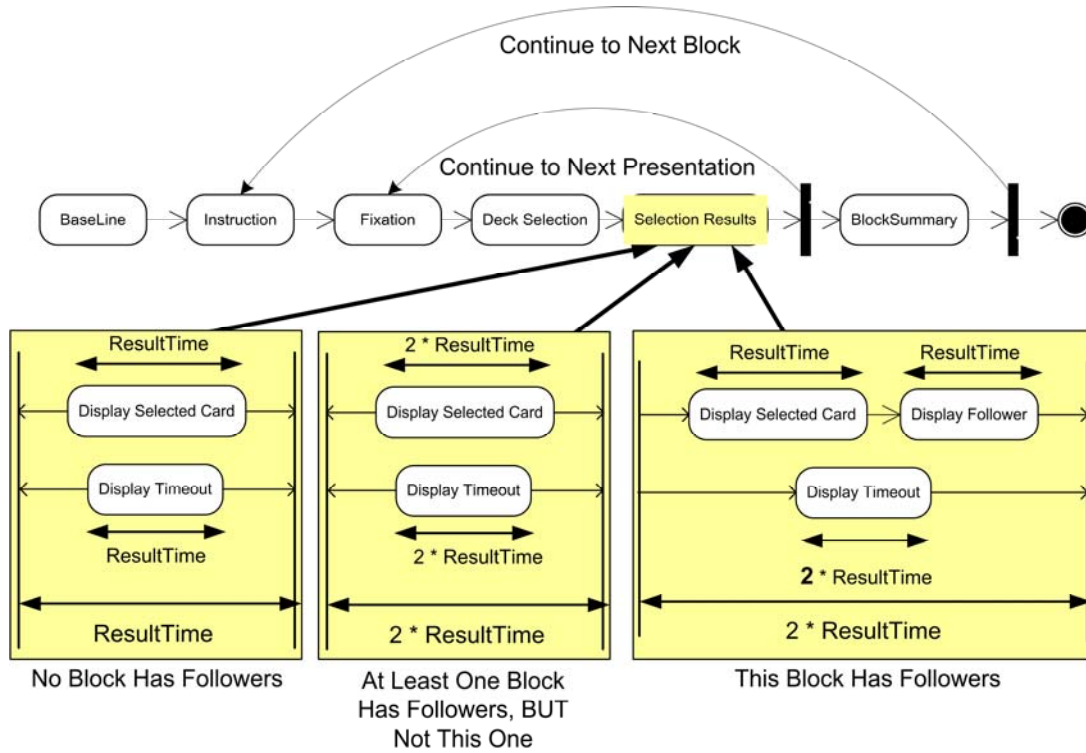 Continue to Next Block
Continue to Next Presentation
BaseLine
Instruction
Fixation
Deck Selection
Selection Results
BlockSummary
ResultTime
Display Selected Card
Display Timeout
ResultTime
ResultTime
No Block Has Followers
2 * ResultTime
Display Selected Card
Display Timeout
2 * ResultTime
2 * ResultTime
At Least One Block
Has Followers, BUT
Not This One
ResultTime
ResultTime
Display Selected Card
Display Follower
Display Timeout
2 * ResultTime
2 * ResultTime
This Block Has Followers